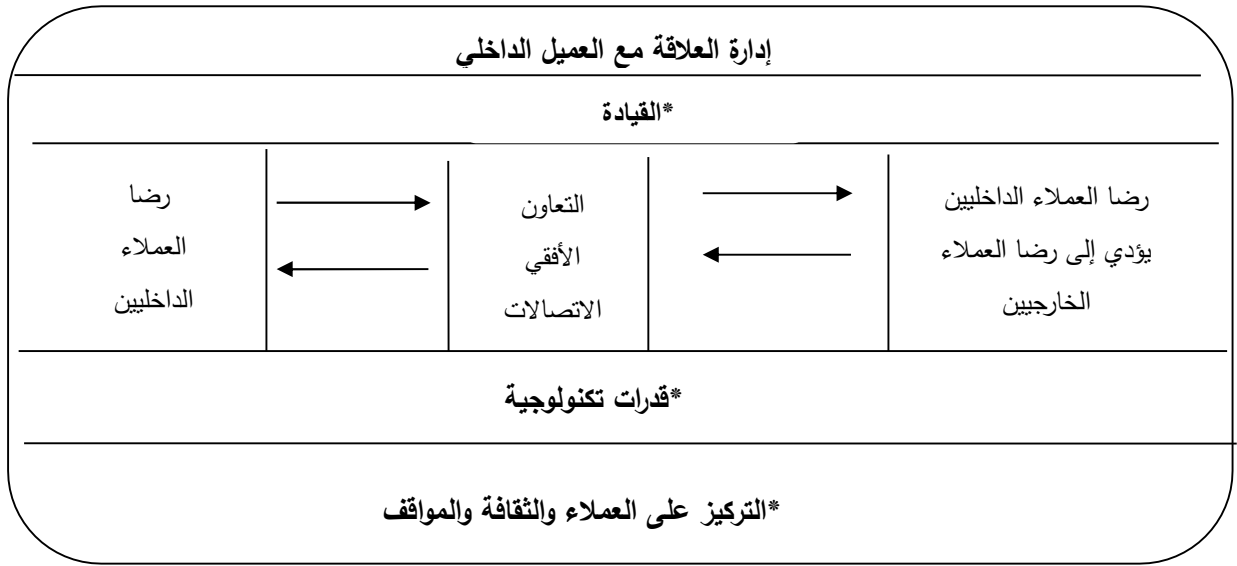 إدارة العلاقة مع العميل الداخلي
*القيادة
رضا العملاء الداخليين
يؤدي إلى رضا العملاء
الخارجيين
التعاون
الأفقي
الاتصالات
رضا
العملاء
الداخليين
*قدرات تكنولوجية
*التركيز على العملاء والثقافة والمواقف